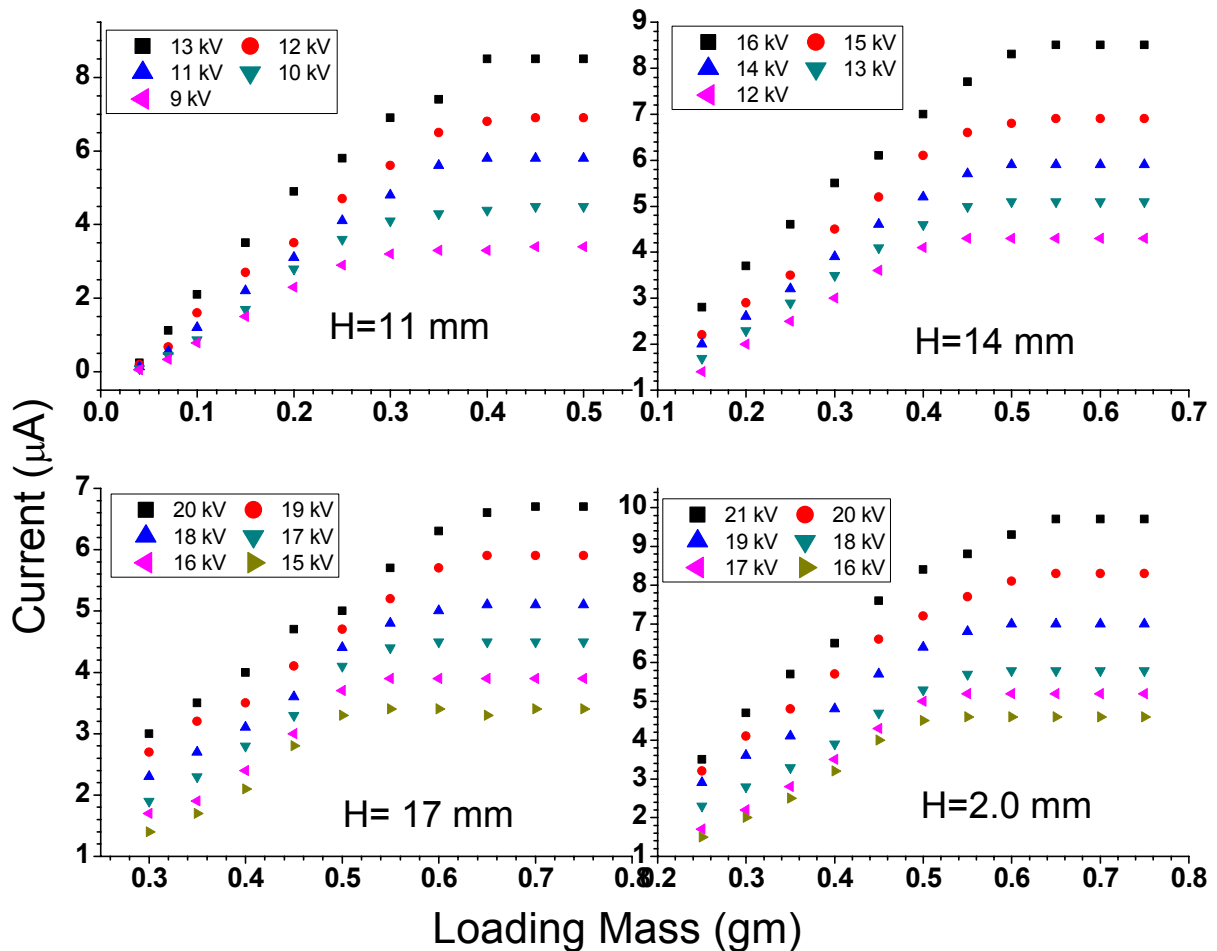 13 kV 12 kV
11 kV 10 kV
9 kV
H=11 mm
8
6
4
2
0
0.0 0.1 0.2 0.3 0.4 0.5
16 kV 15 kV
14 kV 13 kV
12 kV
H=14 mm
9
8
7
6
5
4
3
2
1
0.1 0.2 0.3 0.4 0.5 0.6 0.7
Current (μA)
20 kV 19 kV
18 kV 17 kV
16 kV 15 kV
H= 17 mm
7
6
5
4
3
2
1
0.3 0.4 0.5 0.6 0.7 0.8
21 kV 20 kV
19 kV 18 kV
17 kV 16 kV
H=2.0 mm
10
9
8
7
6
5
4
3
2
1
0.2 0.3 0.4 0.5 0.6 0.7 0.8
Loading Mass (gm)